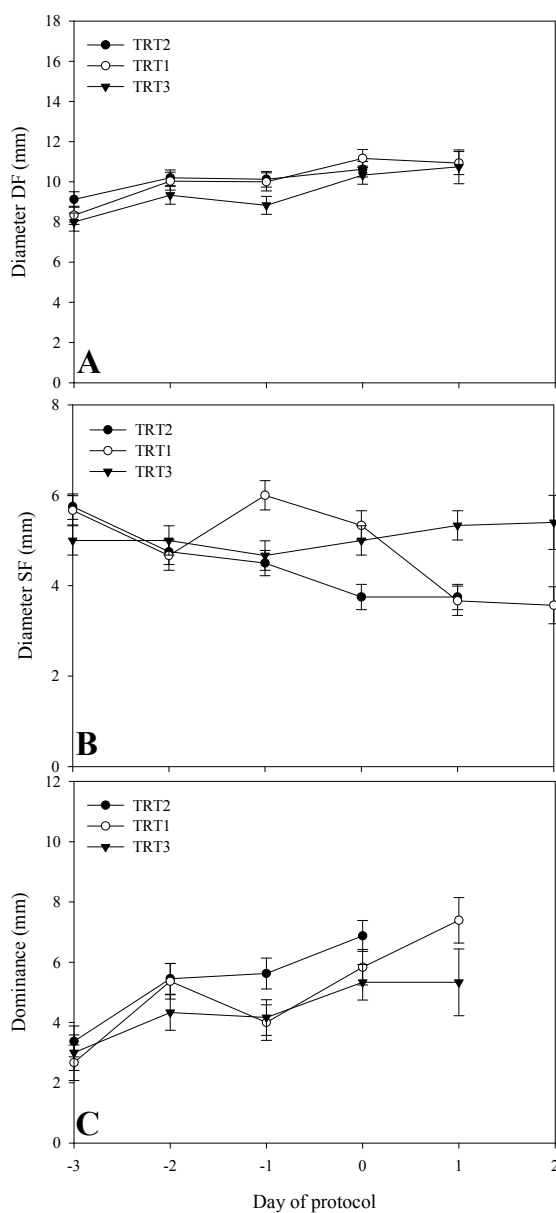 18
16
14
12
10
8
6
4
2
0
Diameter DF (mm)
TRT2
TRT1
TRT3
A
8
6
4
2
0
Diameter SF (mm)
TRT2
TRT1
TRT3
B
12
10
8
6
4
2
0
Dominance (mm)
TRT2
TRT1
TRT3
C
-3 -2 -1 0 1 2
Day of protocol